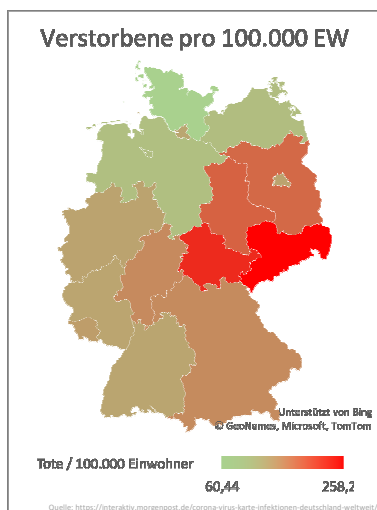 Verstorbene pro 100.000 EW
Unterstützt von Bing
© GeoNames, Microsoft, TomTom
Tote / 100.000 Einwohner
60,44
258,2
Quelle: https://interaktiv.morgenpost.de/corona-virus-karte-infektionen-deutschland-weltweit/